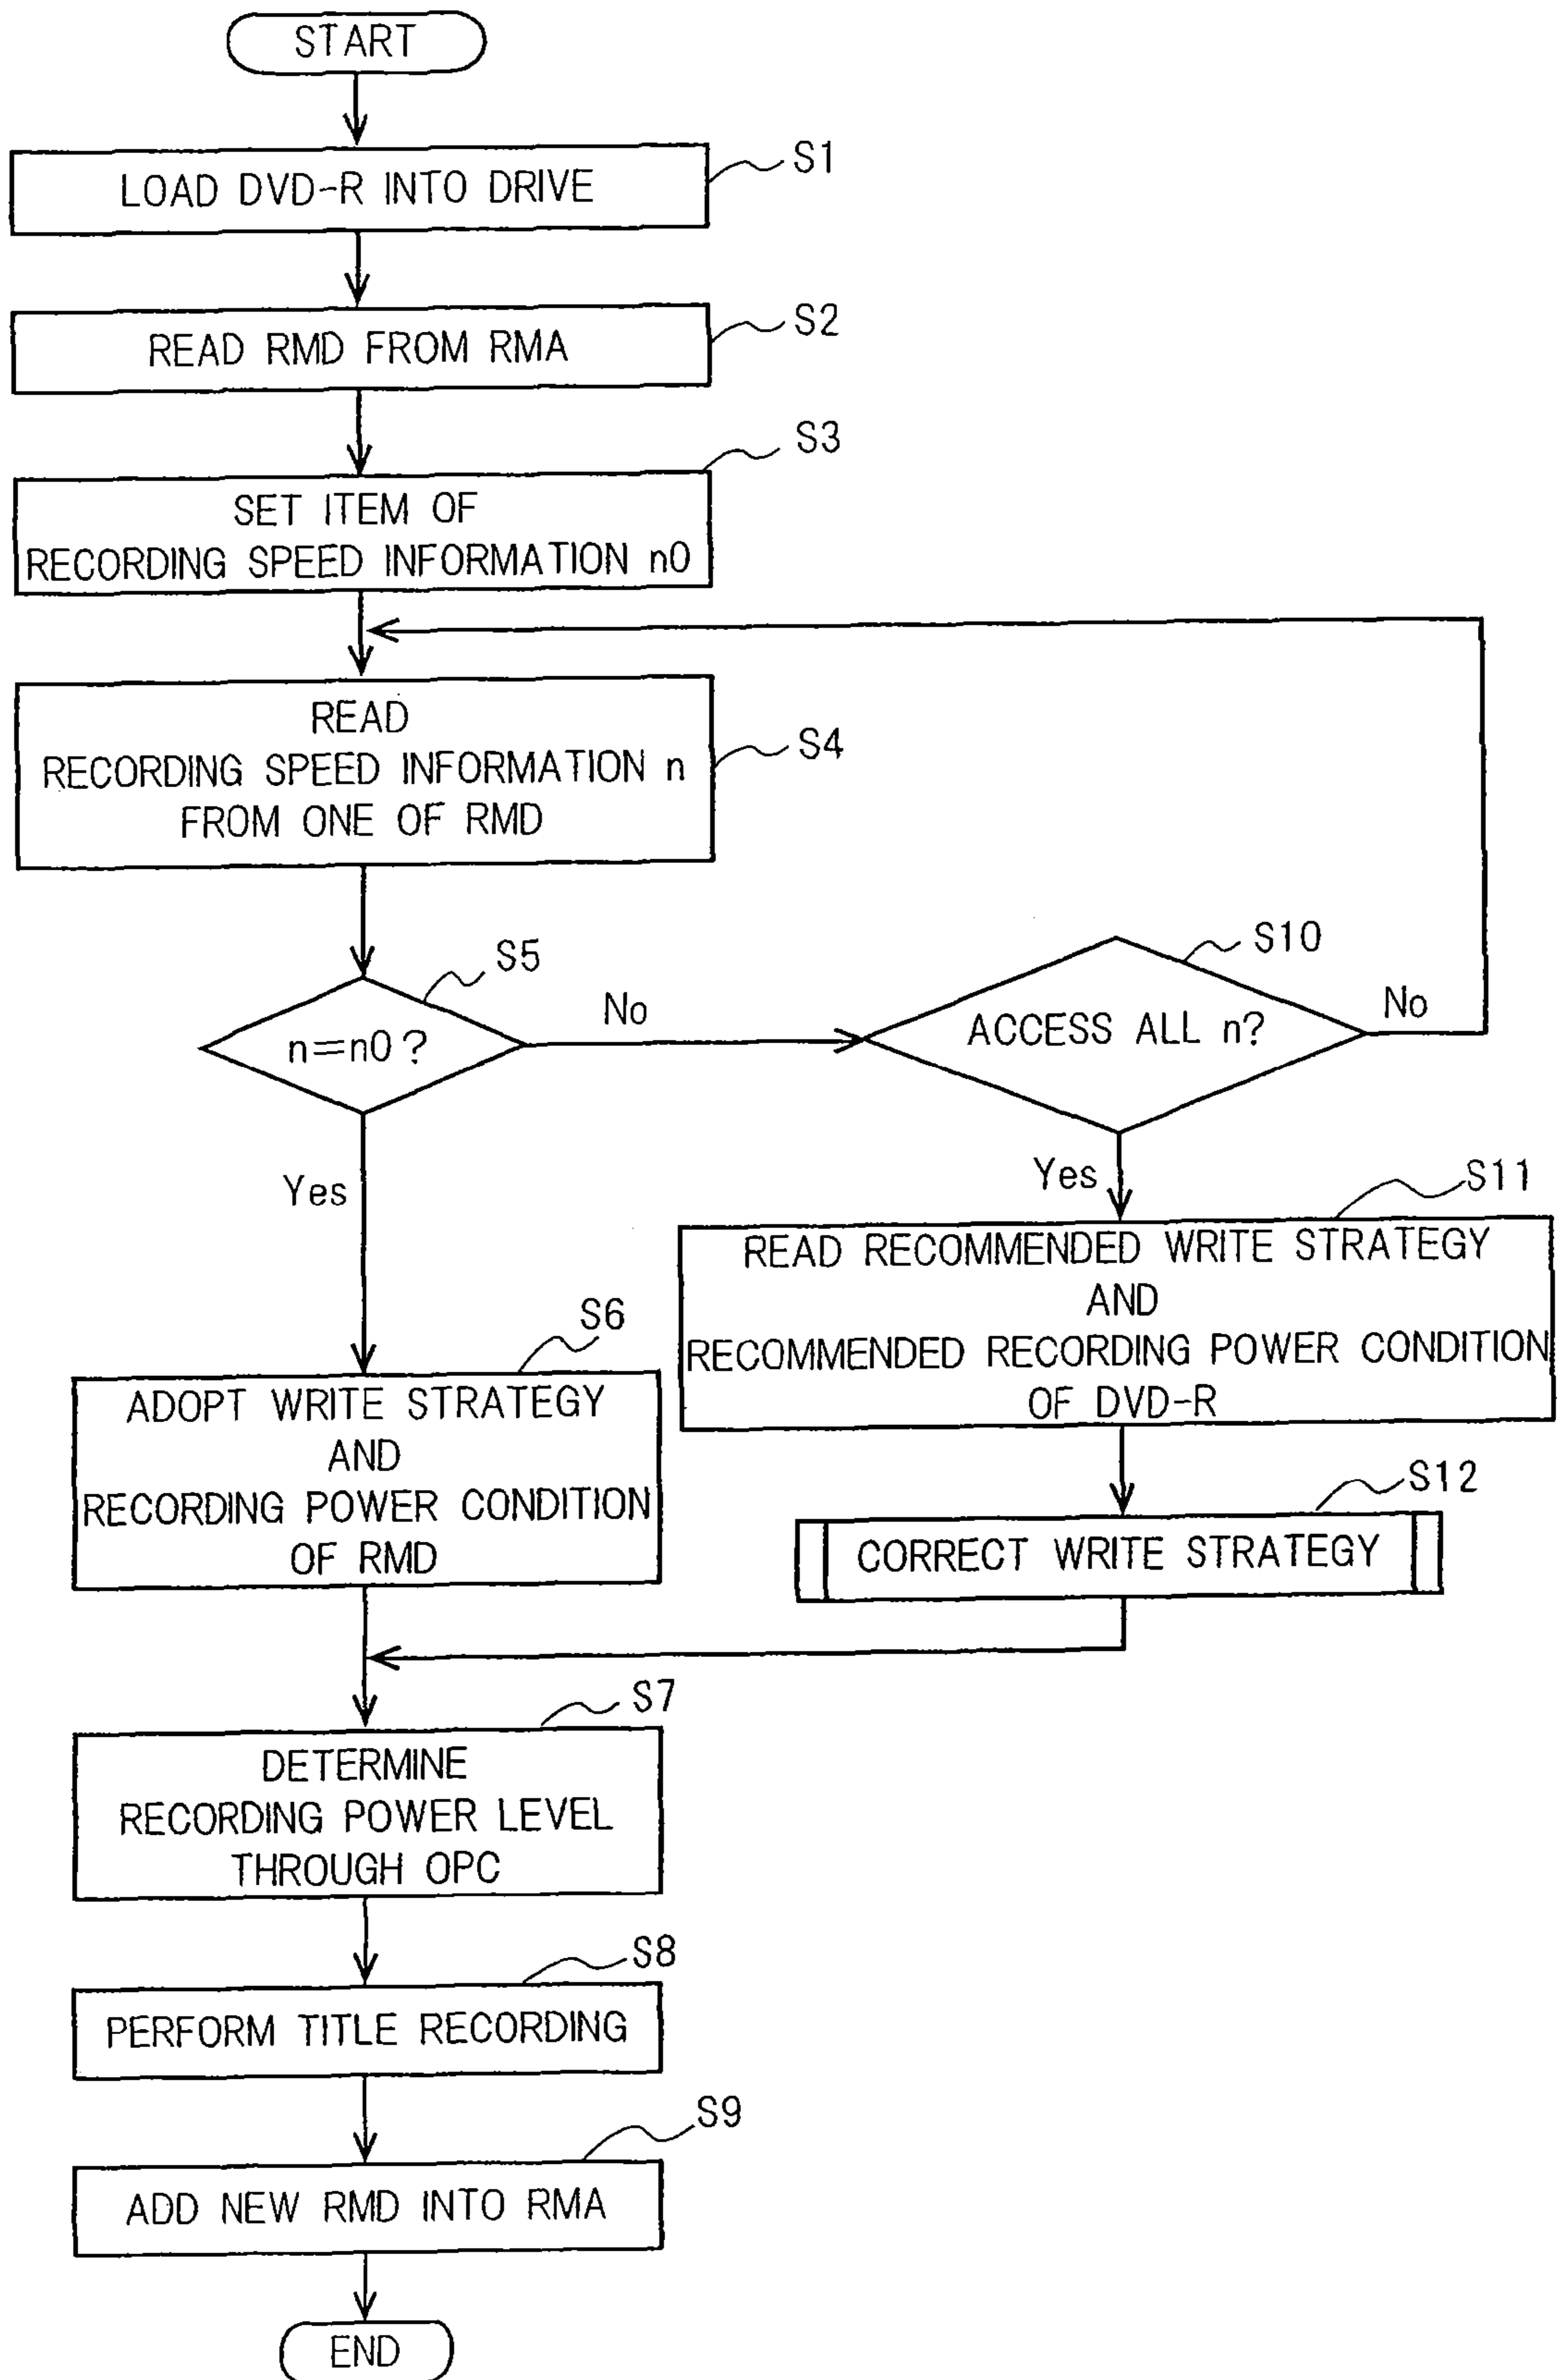 START
S1
LOAD DVD-R INTO DRIVE
S2
READ RMD FROM RMA
S3
SET ITEM OF
RECORDING SPEED INFORMATION n0
S4
READ
RECORDING SPEED INFORMATION n
FROM ONE OF RMD
S5
n=n0?
No
S10
ACCESS ALL n?
No
Yes
Yes
S11
READ RECOMMENDED WRITE STRATEGY
AND
RECOMMENDED RECORDING POWER CONDITION
OF DVD-R
S6
ADOPT WRITE STRATEGY
AND
RECORDING POWER CONDITION
OF RMD
S12
CORRECT WRITE STRATEGY
S7
DETERMINE
RECORDING POWER LEVEL
THROUGH OPC
S8
PERFORM TITLE RECORDING
S9
ADD NEW RMD INTO RMA
END